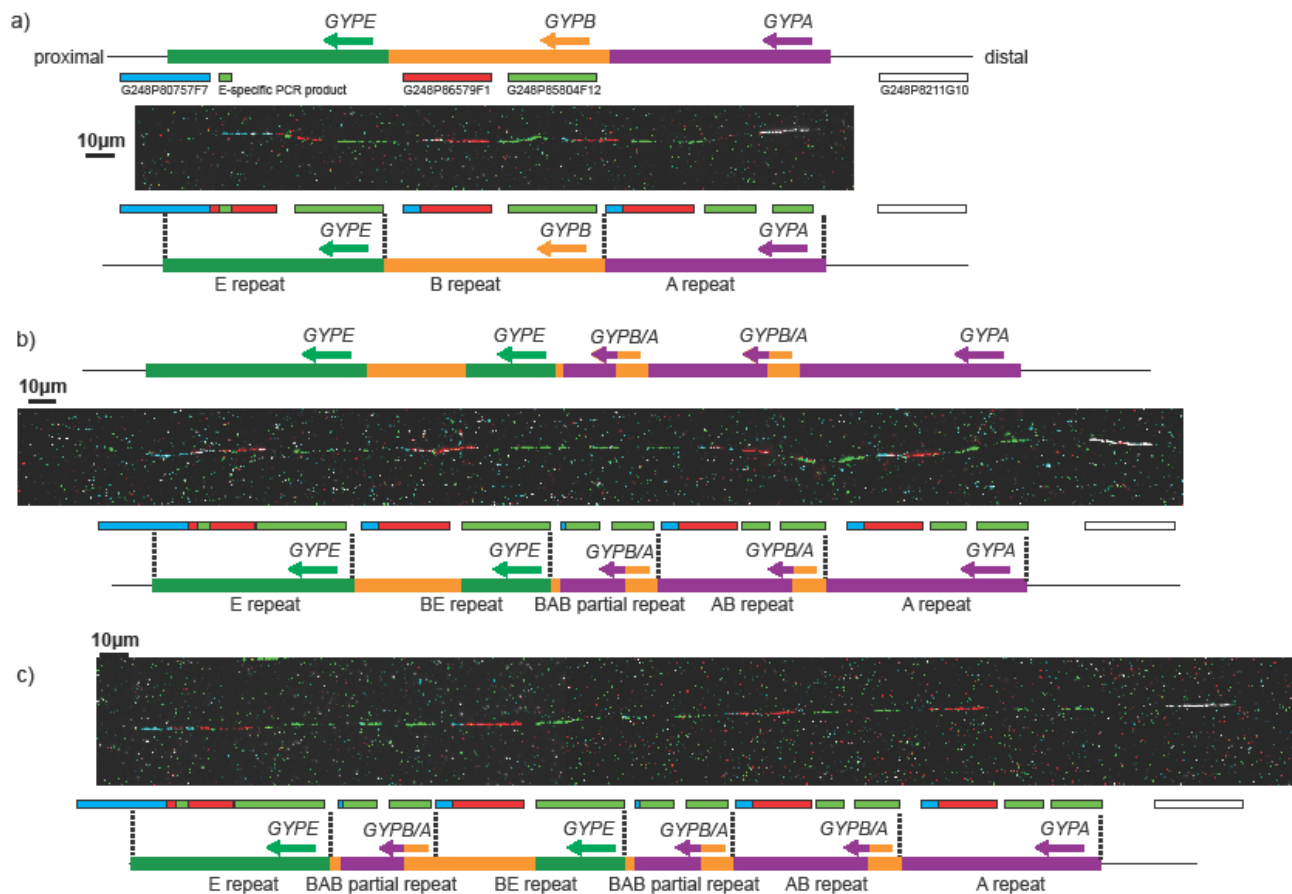 a)
GYPE GYPB GYPA
proximal distal
G248P80757F7 E-specific PCR product G248P86579F1 G248P85804F12 G248P8211G10
10μm
GYPE GYPB GYPA
E repeat B repeat A repeat
b)
GYPE GYPE GYPB/A GYPB/A GYPA
10μm
GYPE GYPE GYPB/A GYPB/A GYPA
E repeat BE repeat BAB partial repeat AB repeat A repeat
10μm
c)
GYPE GYPB/A GYPE GYPB/A GYPB/A GYPA
E repeat BAB partial repeat BE repeat BAB partial repeat AB repeat A repeat